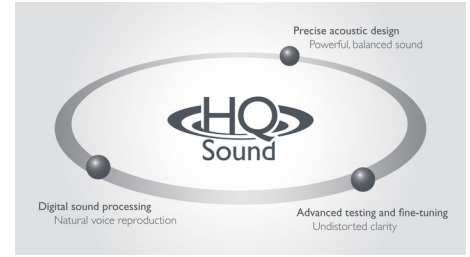 Precise acoustic design
Powerful, balanced sound
HQ
Sound
Digital sound processing
Natural voice reproduction
Advanced testing and fine-tuning
Undistorted clarity